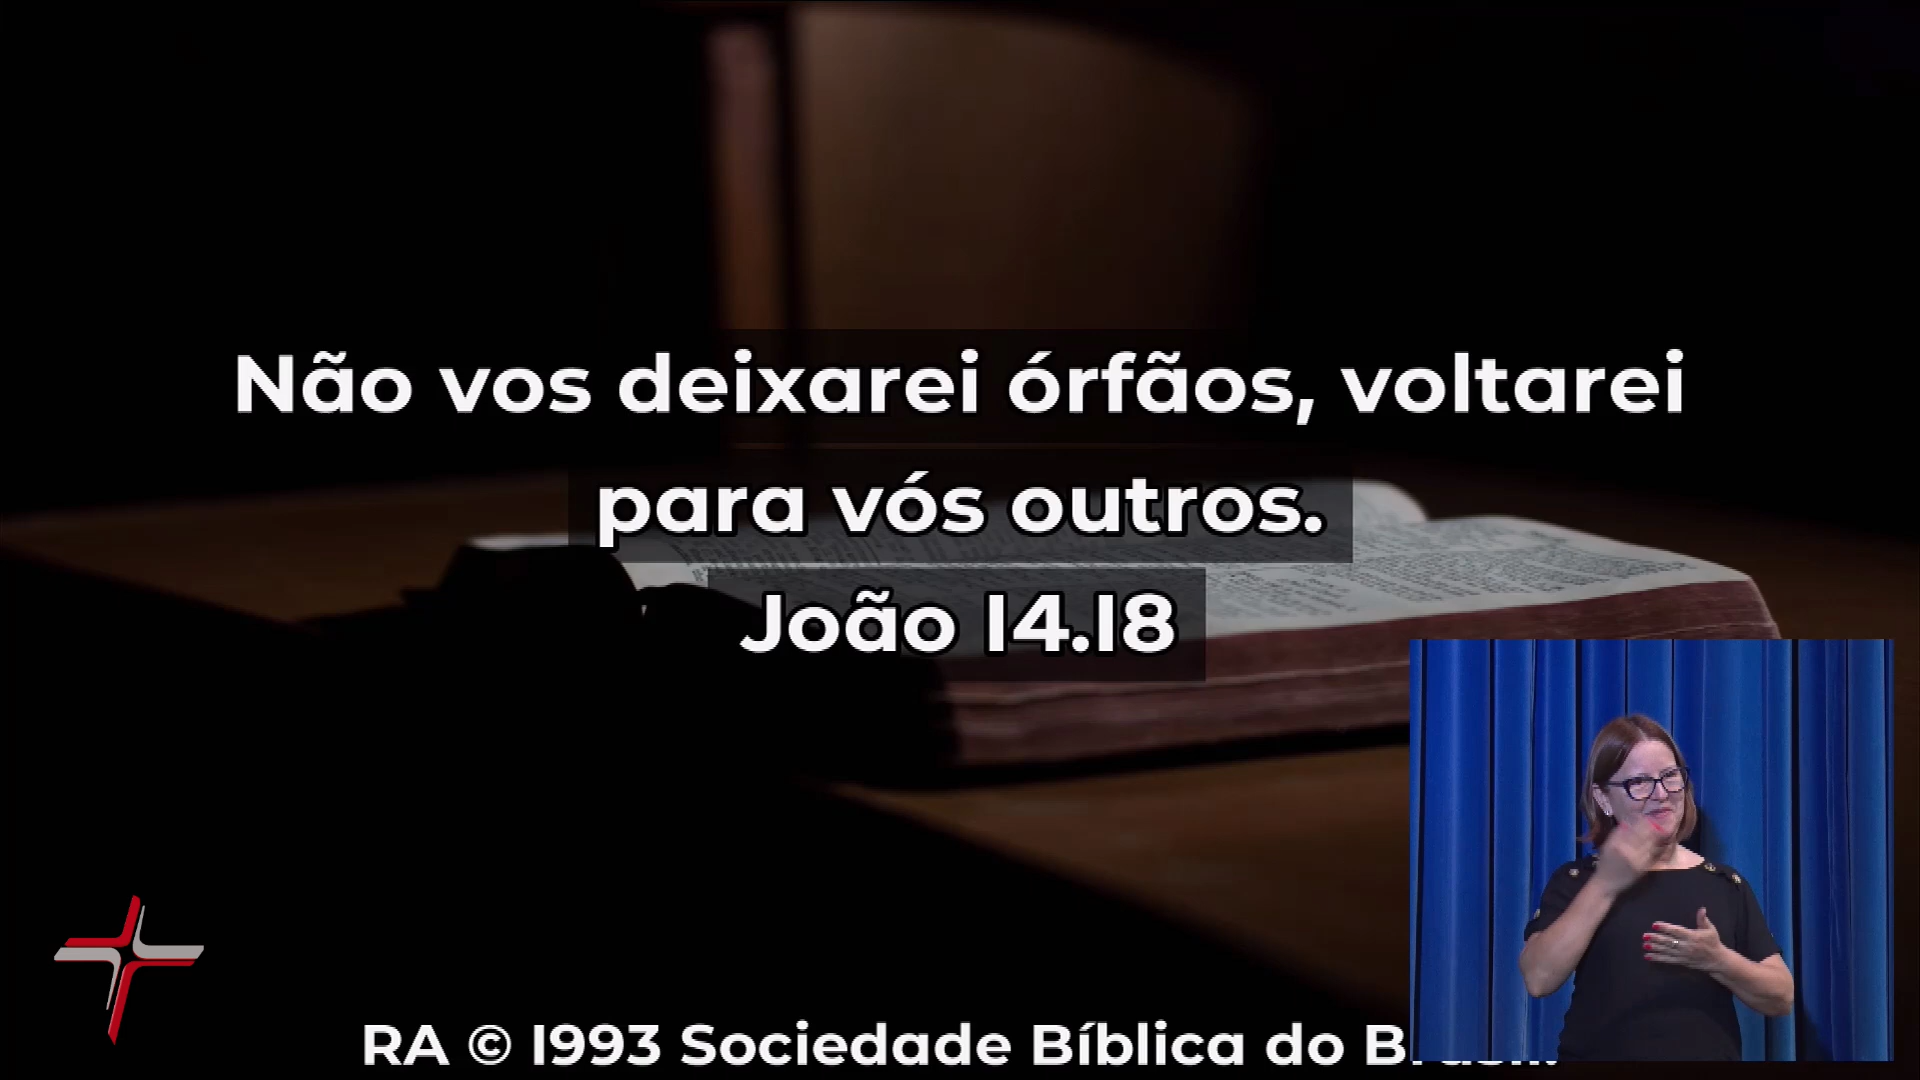 Não vos deixarei órfãos, voltarei
para vós outros.
João 14.18
RA © 1993 Sociedade Bíblica do